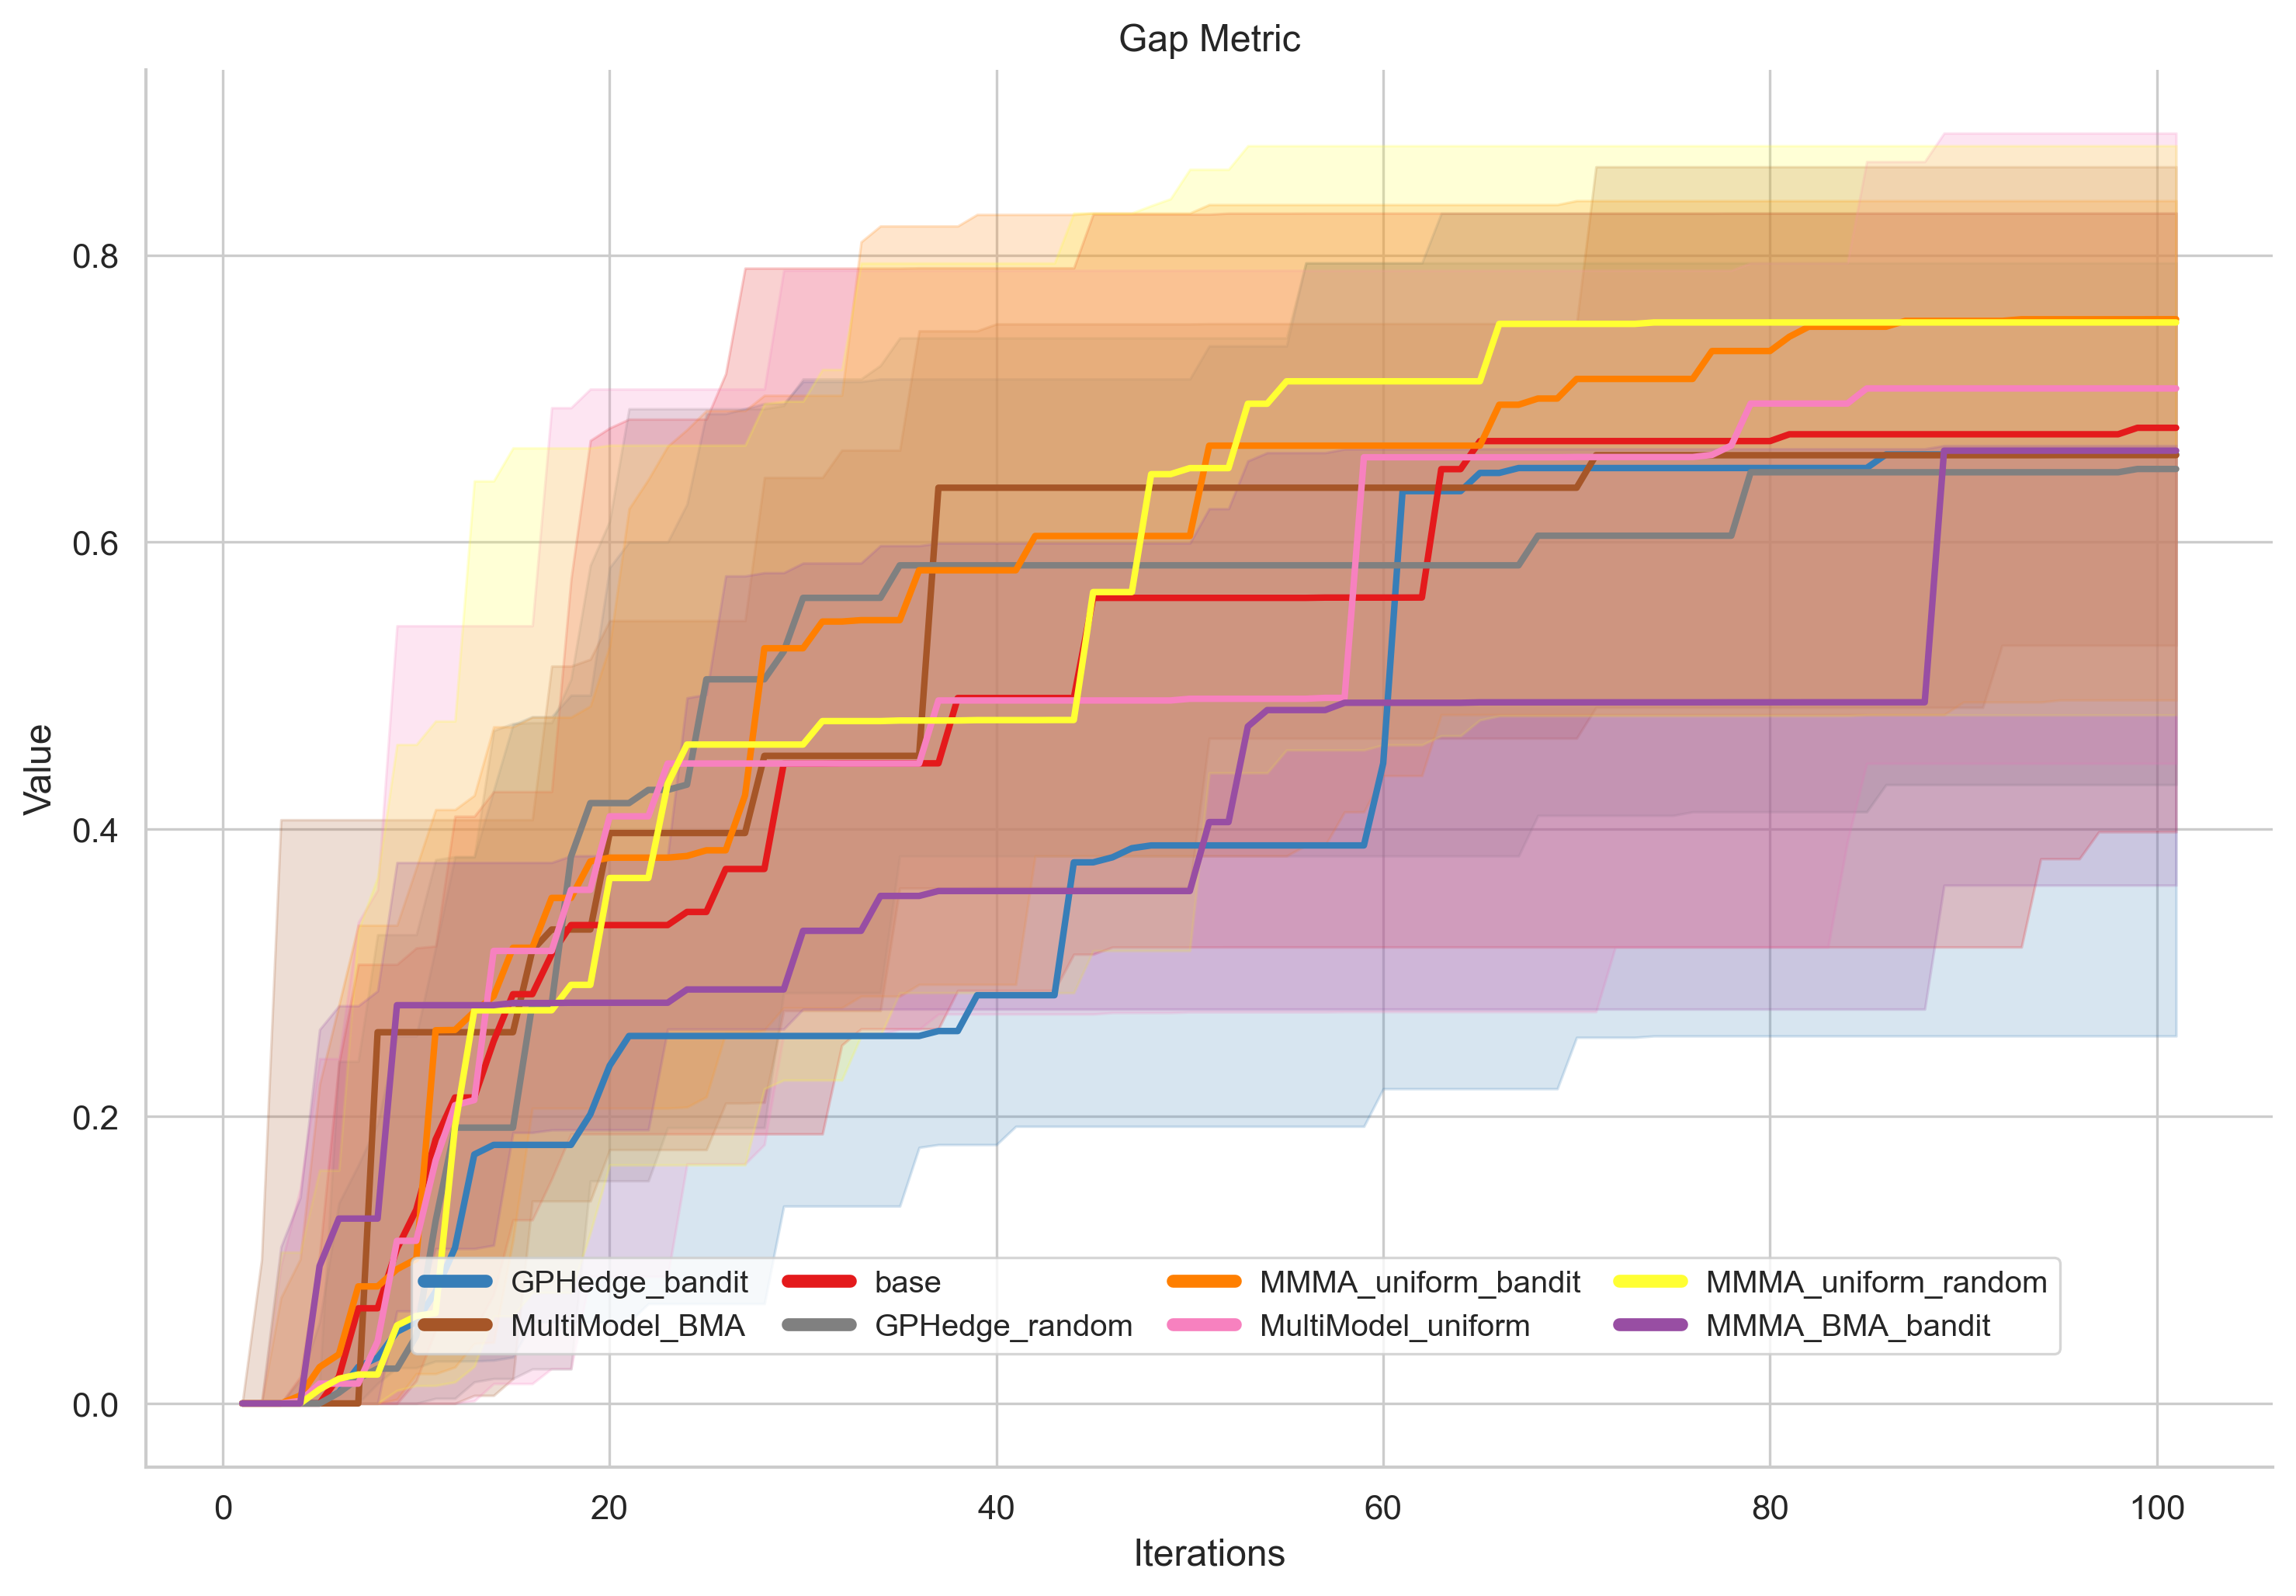 Gap Metric
Value
0.8
0.6
0.4
0.2
0.0
GPHedge_bandit base MMMA_uniform_bandit MMMA_uniform_random
MultiModel_BMA GPHedge_random MultiModel_uniform MMMA_BMA_bandit
0 20 40 60 80 100
Iterations